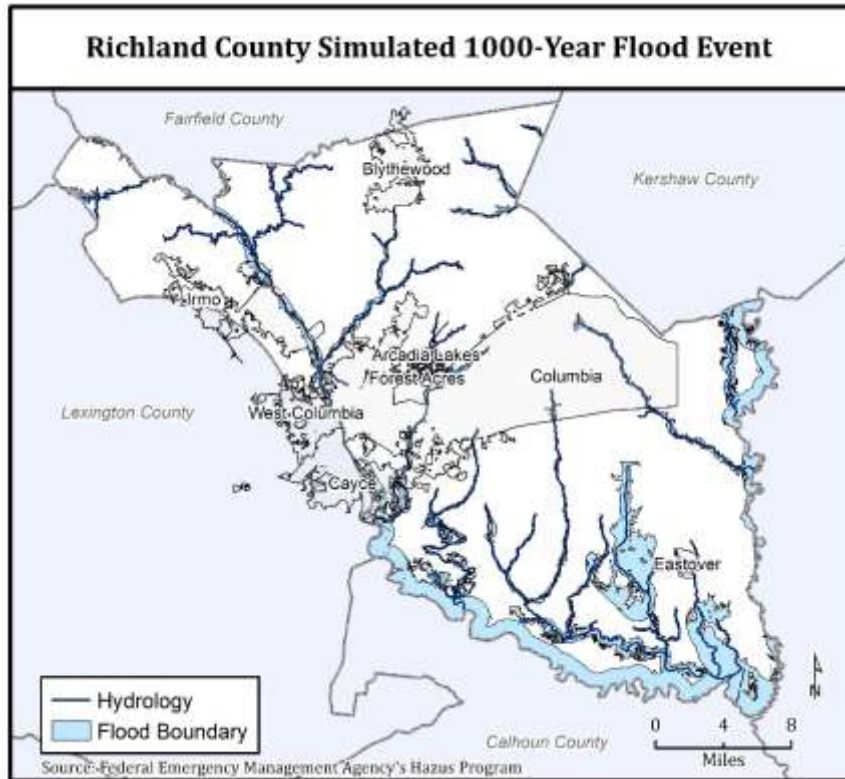 Richland County Simulated 1000-Year Flood Event
Fairfield County
Blythewood
Kershaw County
Irmo
Arcadia Lakes
Forest Acres
Columbia
West Columbia
Lexington County
Cayce
Eastover
Hydrology
Flood Boundary
N
0 4 8
Miles
Calhoun County
Source: Federal Emergency Management Agency's Hazus Program